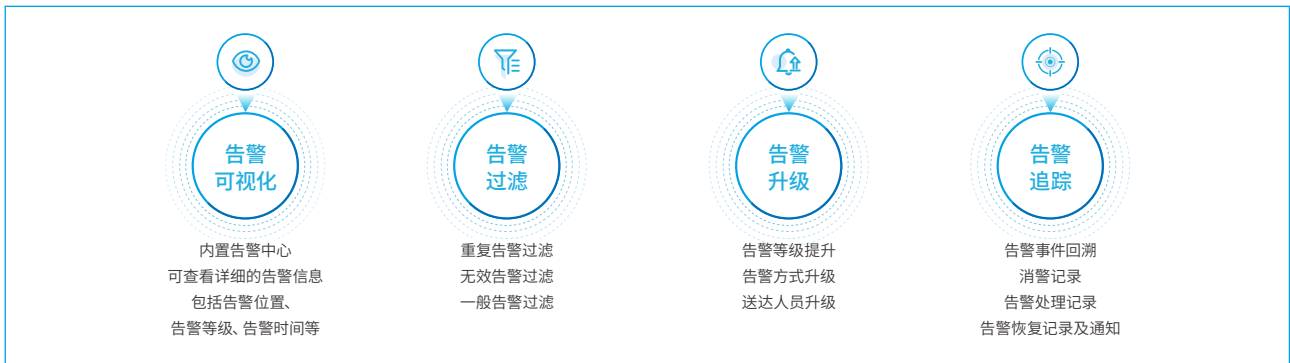 告警
可视化
内置告警中心
可查看详细的告警信息
包括告警位置、
告警等级、告警时间等
告警
过滤
重复告警过滤
无效告警过滤
一般告警过滤
告警
升级
告警等级提升
告警方式升级
送达人员升级
告警
追踪
告警事件回溯
消警记录
告警处理记录
告警恢复记录及通知